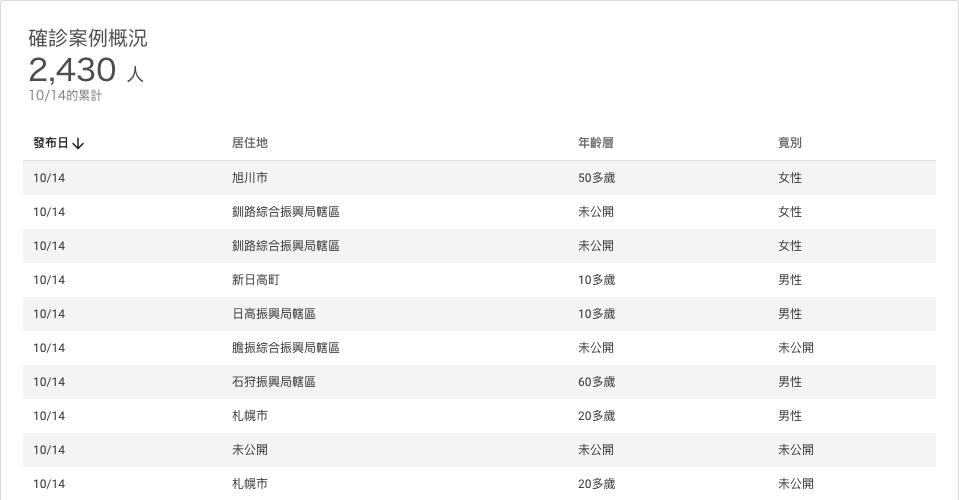 確診案例概況
2,430 人
10/14的累計
發布日↓ 居住地 年齡層 竟別
10/14 旭川市 50多歲 女性
10/14 釧路綜合振興局轄區 未公開 女性
10/14 釧路綜合振興局轄區 未公開 女性
10/14 新日高町 10多歲 男性
10/14 日高振興局轄區 10多歲 男性
10/14 膽振綜合振興局轄區 未公開 未公開
10/14 石狩振興局轄區 60多歲 男性
10/14 札幌市 20多歲 男性
10/14 未公開 未公開 未公開
10/14 札幌市 20多歲 未公開